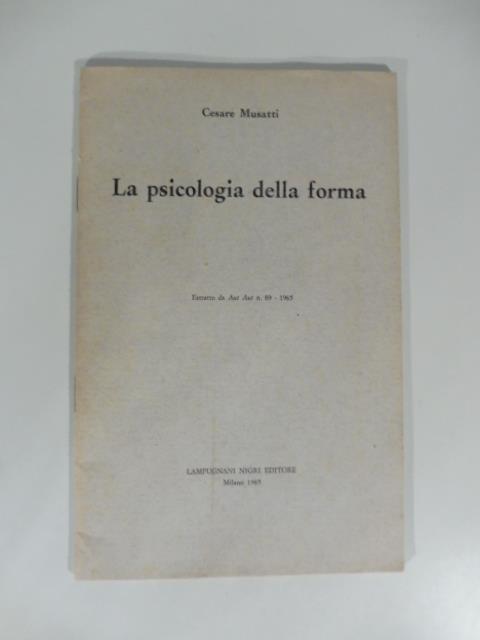 Cesare Musatti
La psicologia della forma
Estratto da Aut Aut n. 89 - 1965
LAMPUGNANI NIGRI EDITORE
Milano 1965